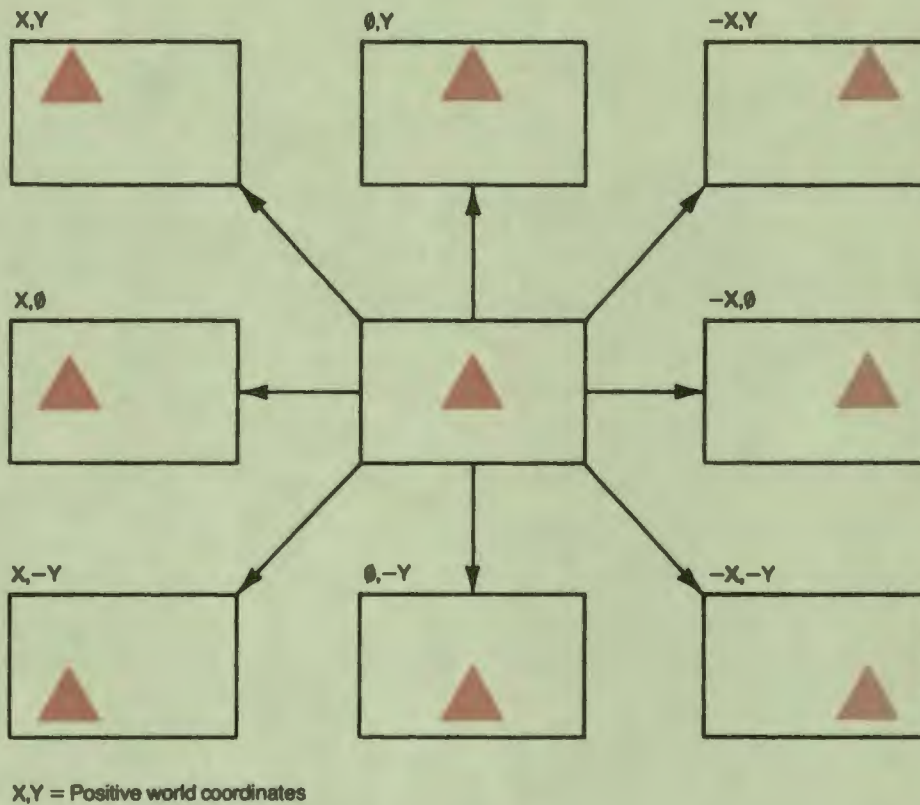 X,Y
Ø,Y
−X,Y
X,Ø
−X,Ø
X,−Y
Ø,−Y
−X,−Y
X,Y = Positive world coordinates